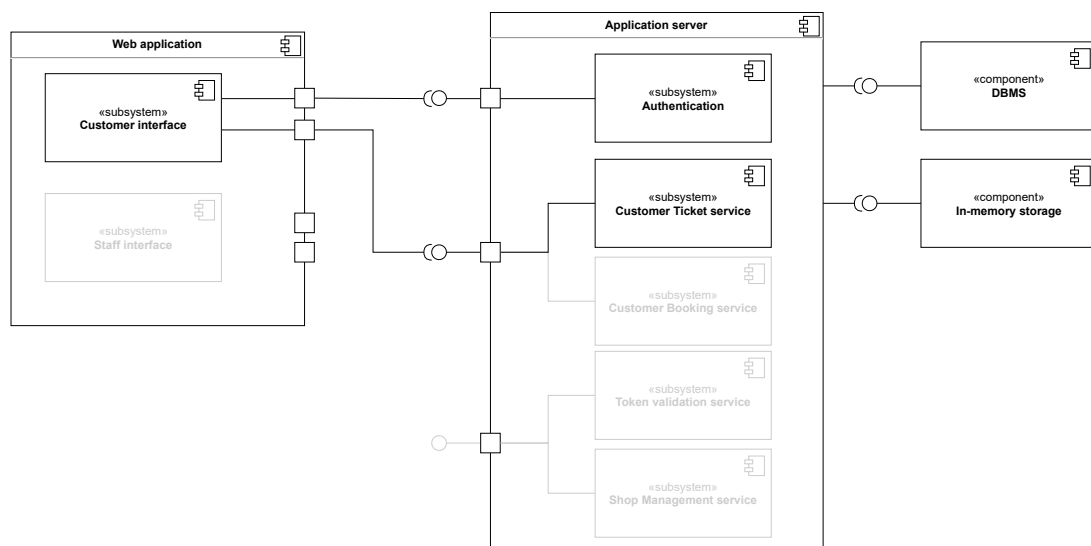 Web application
«subsystem»
Customer interface
«subsystem»
Staff interface
Application server
«subsystem»
Authentication
«subsystem»
Customer Ticket service
«subsystem»
Customer Booking service
«subsystem»
Token validation service
«subsystem»
Shop Management service
«component»
DBMS
«component»
In-memory storage